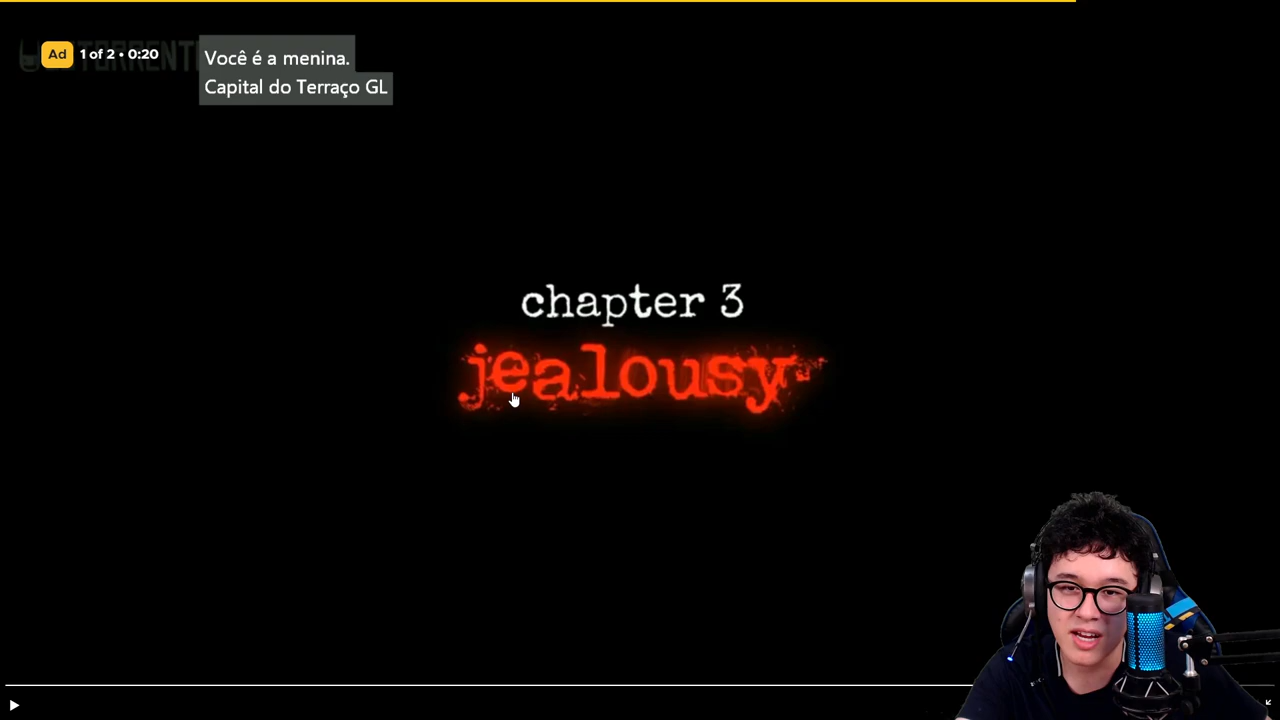 Ad 1 of 2 • 0:20
Você é a menina.
Capital do Terraço GL
chapter 3
jealousy